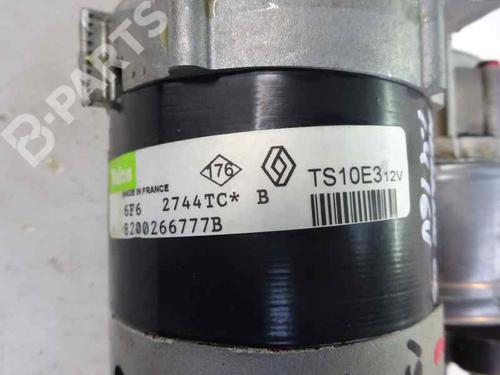 B-PARTS
Valeo
MADE IN FRANCE
176
TS10E3 12V
6F6 2744TC* B
8200266777B